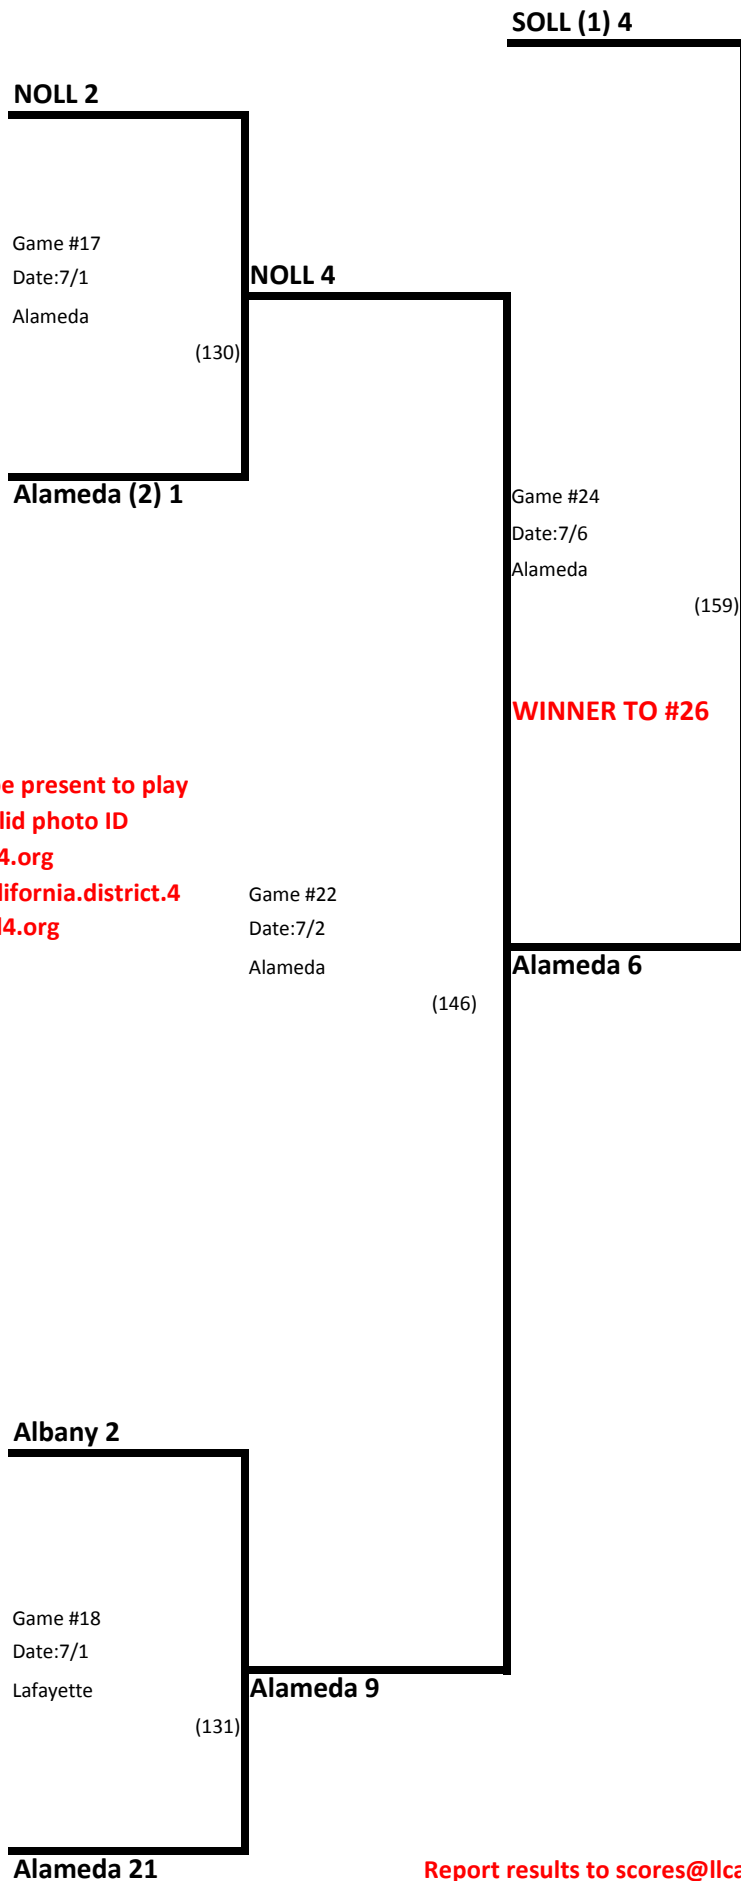 SOLL (1) 4
NOLL 2
Game #17
Date:7/1
NOLL 4
Alameda
(130)
Alameda (2) 1
Game #24
Date:7/6
Alameda
(159)
WINNER TO #26
e present to play
lid photo ID
4.org
lifornia.district.4
Game #22
d4.org
Date:7/2
Alameda
Alameda 6
(146)
Albany 2
Game #18
Date:7/1
Lafayette
Alameda 9
(131)
Alameda 21
Report results to scores@llca